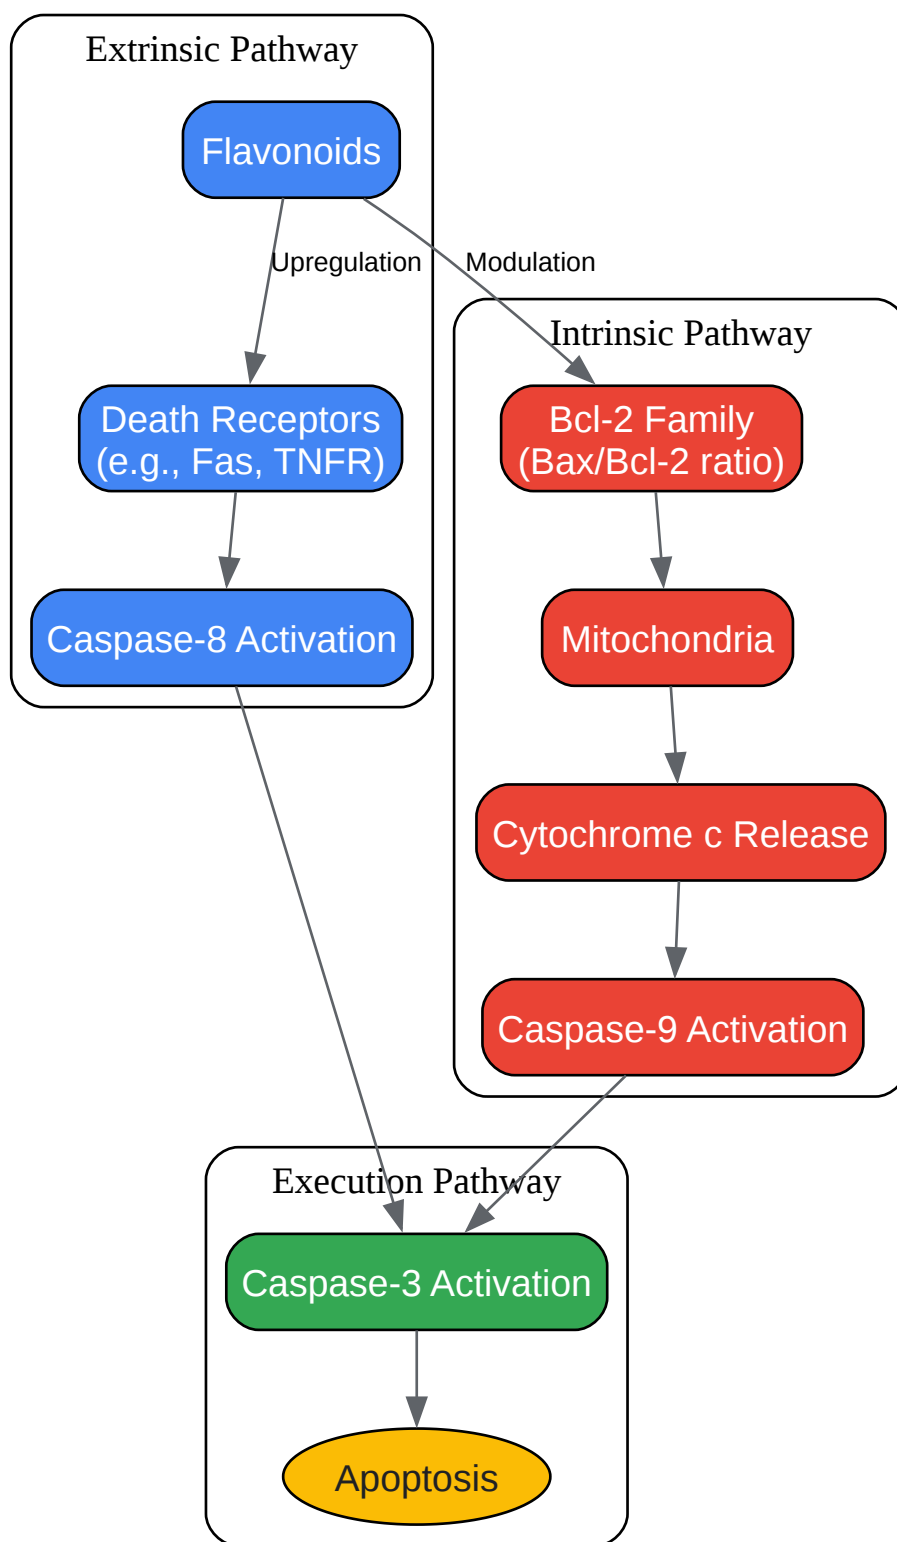 Extrinsic Pathway
Flavonoids
Upregulation
Modulation
Intrinsic Pathway
Death Receptors
(e.g., Fas, TNFR)
Bcl-2 Family
(Bax/Bcl-2 ratio)
Caspase-8 Activation
Mitochondria
Cytochrome c Release
Caspase-9 Activation
Execution Pathway
Caspase-3 Activation
Apoptosis